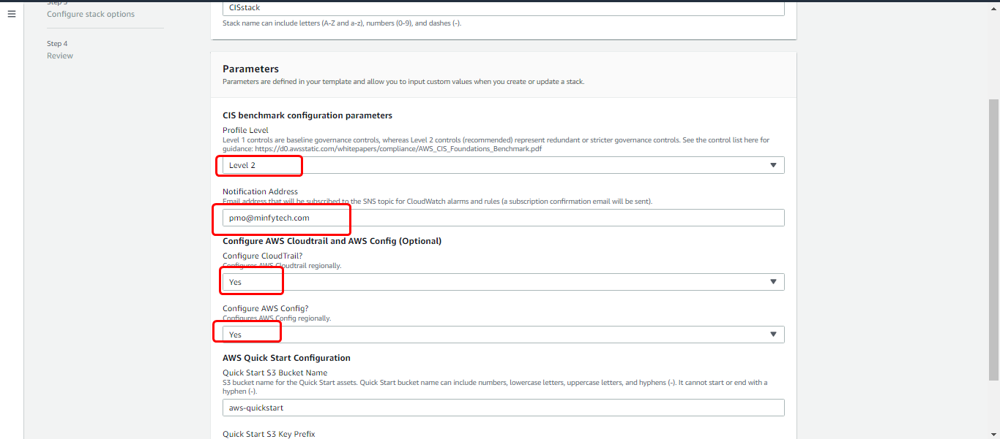 Step 3
Configure stack options
Step 4
Review
CISstack
Stack name can include letters (A-Z and a-z), numbers (0-9), and dashes (-).
Parameters
Parameters are defined in your template and allow you to input custom values when you create or update a stack.
CIS benchmark configuration parameters
Profile Level
Level 1 controls are baseline governance controls, whereas Level 2 controls (recommended) represent redundant or stricter governance controls. See the control list here for
guidance: https://d0.awsstatic.com/whitepapers/compliance/AWS_CIS_Foundations_Benchmark.pdf
Level 2
Notification Address
Email address that will be subscribed to the SNS topic for CloudWatch alarms and rules (a subscription confirmation email will be sent).
pmo@minfytech.com
Configure AWS Cloudtrail and AWS Config (Optional)
Configure CloudTrail?
Configures AWS Cloudtrail regionally.
Yes
Configure AWS Config?
Configures AWS Config regionally.
Yes
AWS Quick Start Configuration
Quick Start S3 Bucket Name
S3 bucket name for the Quick Start assets. Quick Start bucket name can include numbers, lowercase letters, uppercase letters, and hyphens (-). It cannot start or end with a
hyphen (-).
aws-quickstart
Quick Start S3 Key Prefix